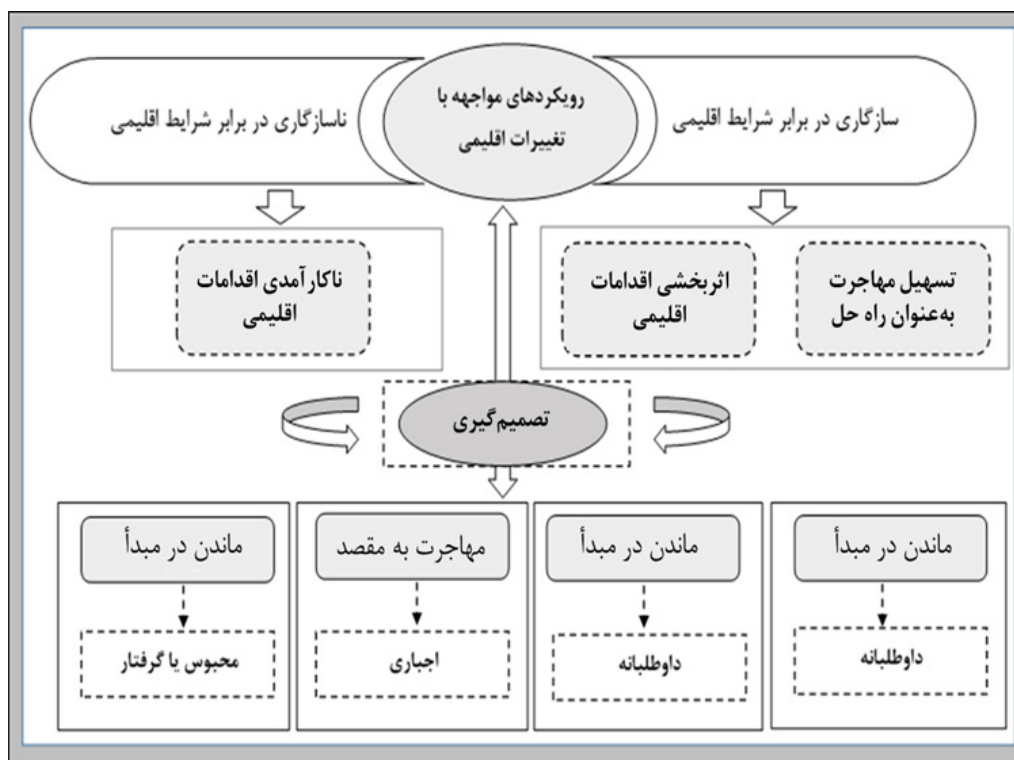 رویکردهای مواجهه با
تغییرات اقلیمی
سازگاری در برابر شرایط اقلیمی
ناسازگاری در برابر شرایط اقلیمی
تسهیل مهاجرت
به‌عنوان راه حل
اثربخشی اقدامات
اقلیمی
ناکارآمدی اقدامات
اقلیمی
تصمیم‌گیری
ماندن در مبدأ
داوطلبانه
ماندن در مبدأ
داوطلبانه
مهاجرت به مقصد
اجباری
ماندن در مبدأ
محبوس یا گرفتار